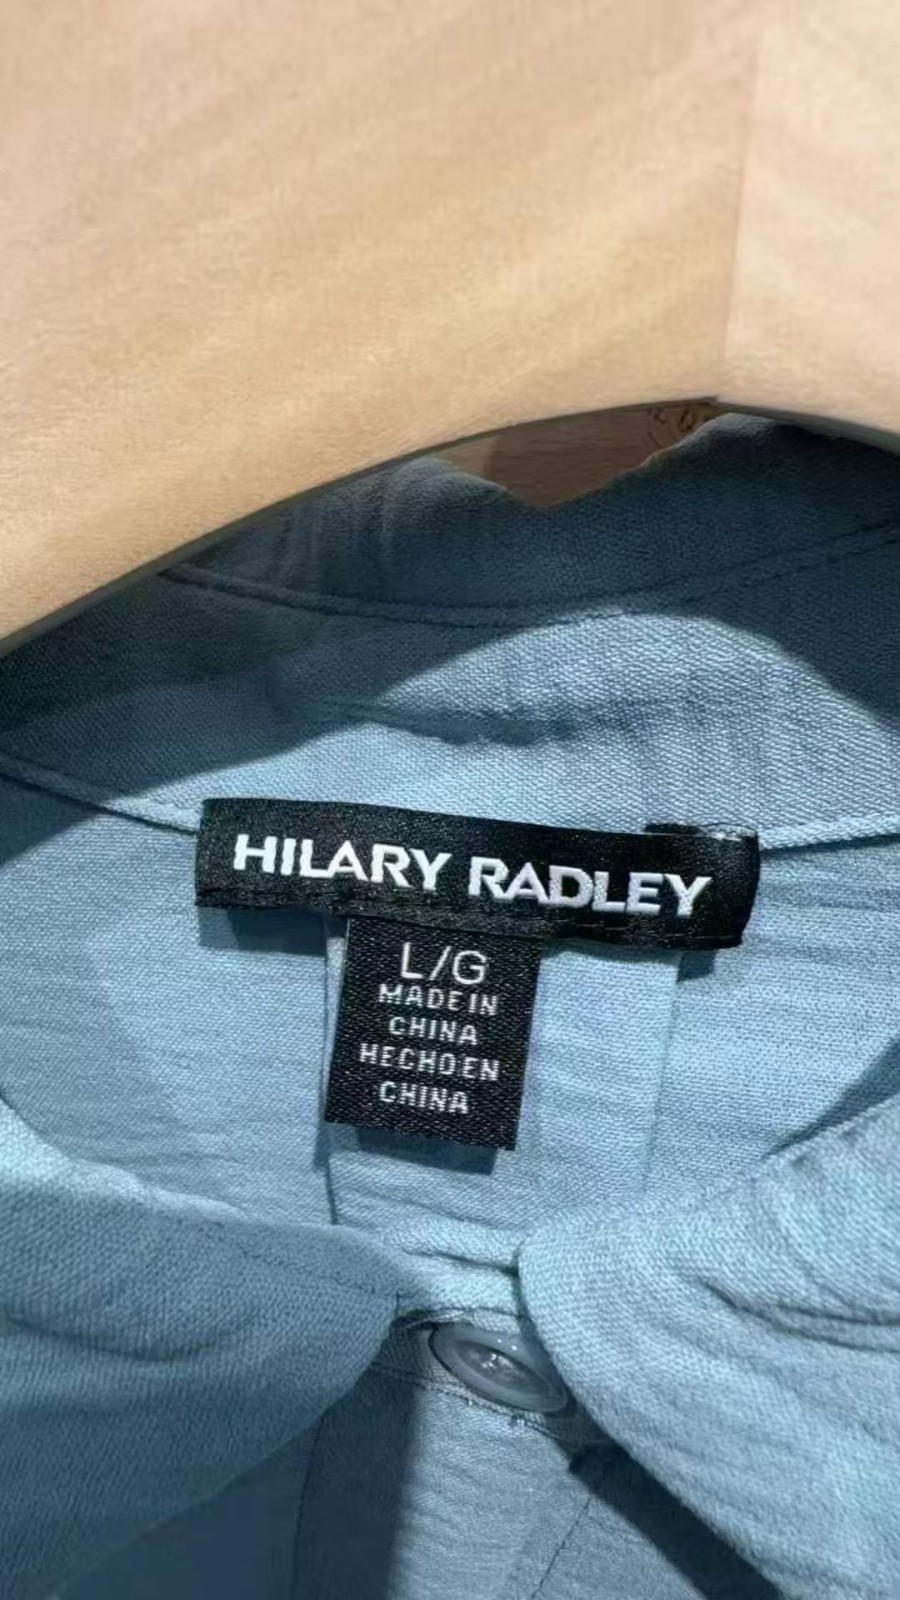 HILARY RADLEY
L/G
MADE IN
CHINA
HECHO EN
CHINA